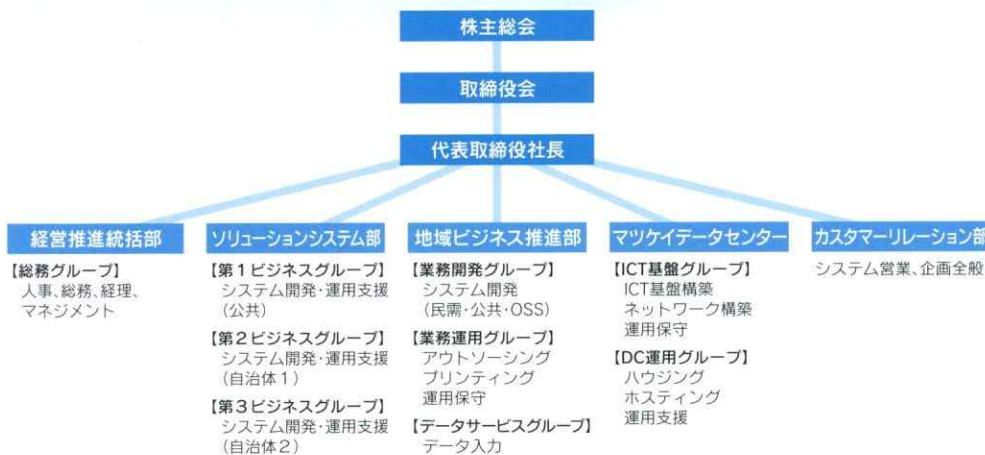 株主総会
取締役会
代表取締役社長
経営推進統括部
【総務グループ】
人事、総務、経理、
マネジメント
ソリューションシステム部
【第1ビジネスグループ】
システム開発・運用支援
(公共)
【第2ビジネスグループ】
システム開発・運用支援
(自治体1)
【第3ビジネスグループ】
システム開発・運用支援
(自治体2)
地域ビジネス推進部
【業務開発グループ】
システム開発
(民需・公共・OSS)
【業務運用グループ】
アウトソーシング
プリンティング
運用保守
【データサービスグループ】
データ入力
マツケイデータセンター
【ICT基盤グループ】
ICT基盤構築
ネットワーク構築
運用保守
【DC運用グループ】
ハウジング
ホスティング
運用支援
カスタマーリレーション部
システム営業、企画全般